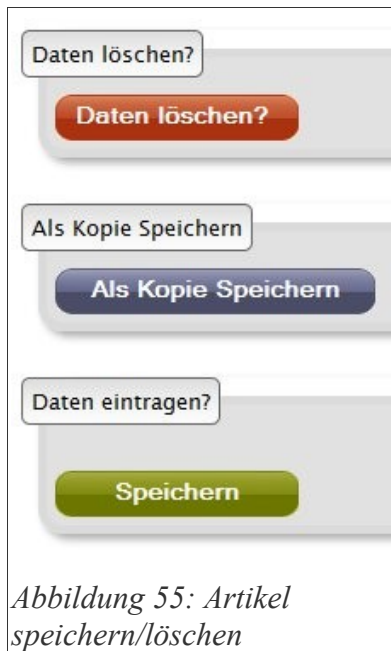 Daten löschen?
Daten löschen?
Als Kopie Speichern
Als Kopie Speichern
Daten eintragen?
Speichern
Abbildung 55: Artikel
speichern/löschen